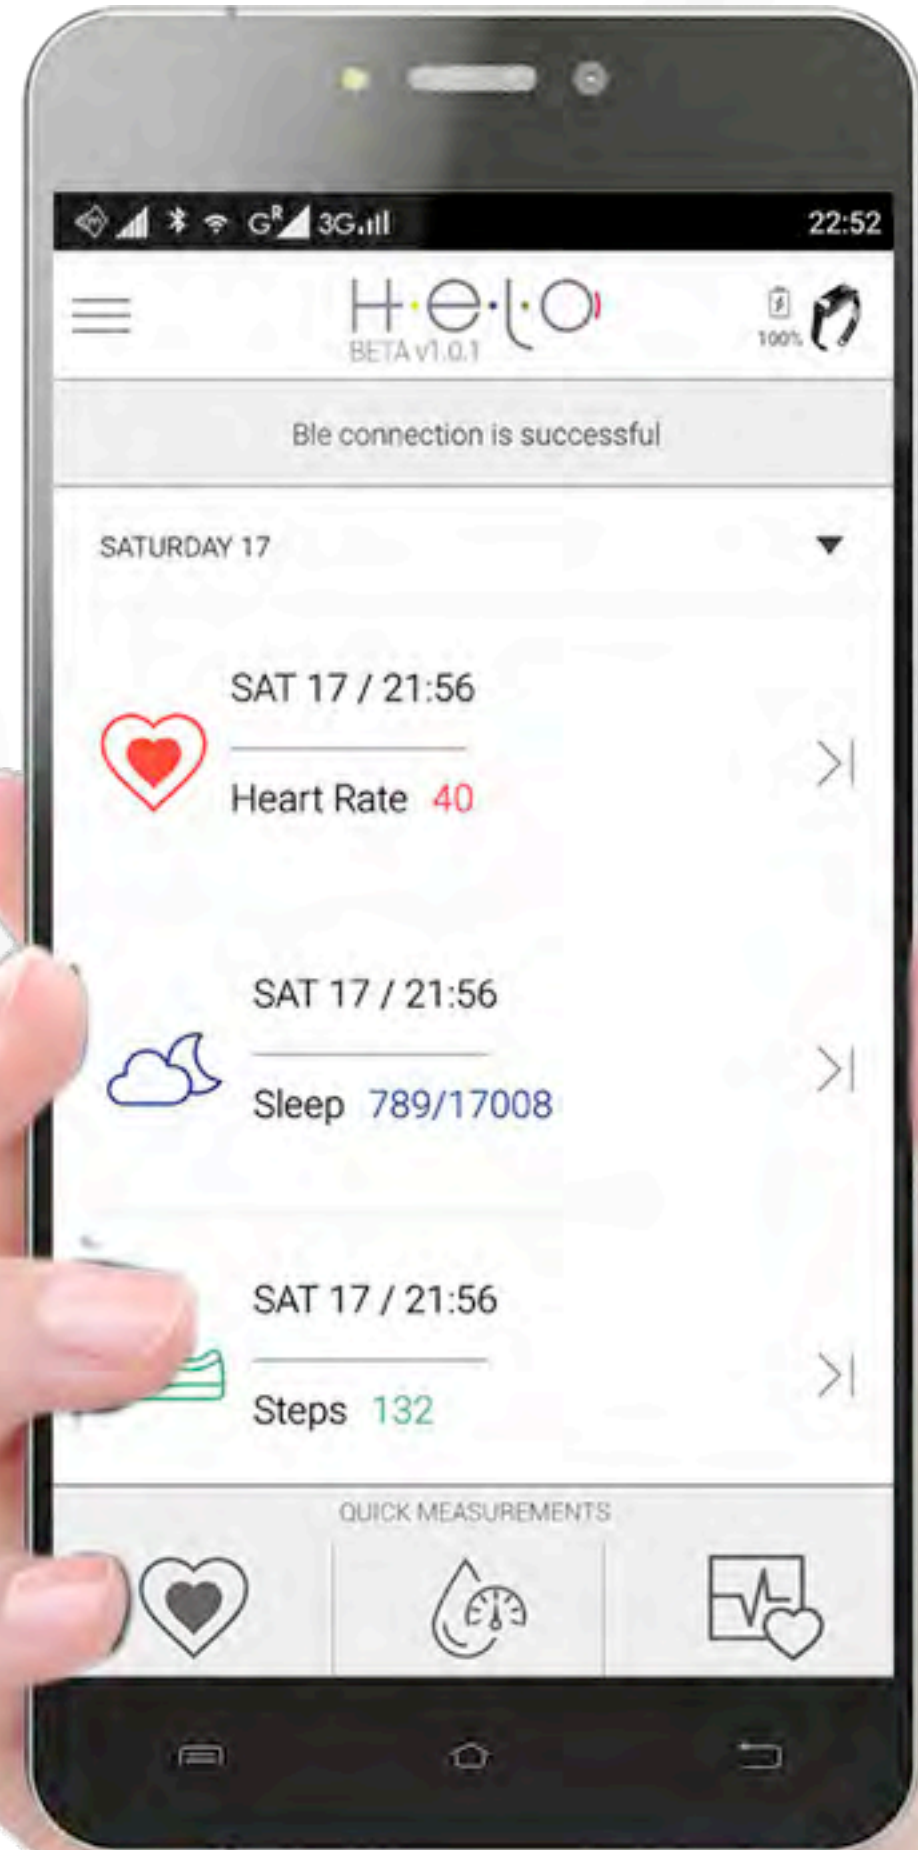 G R 3G 22:52
H·e·l·o
BETA v1.0.1
100%
Ble connection is successful
SATURDAY 17
SAT 17 / 21:56
Heart Rate 40
SAT 17 / 21:56
Sleep 789/17008
SAT 17 / 21:56
Steps 132
QUICK MEASUREMENTS